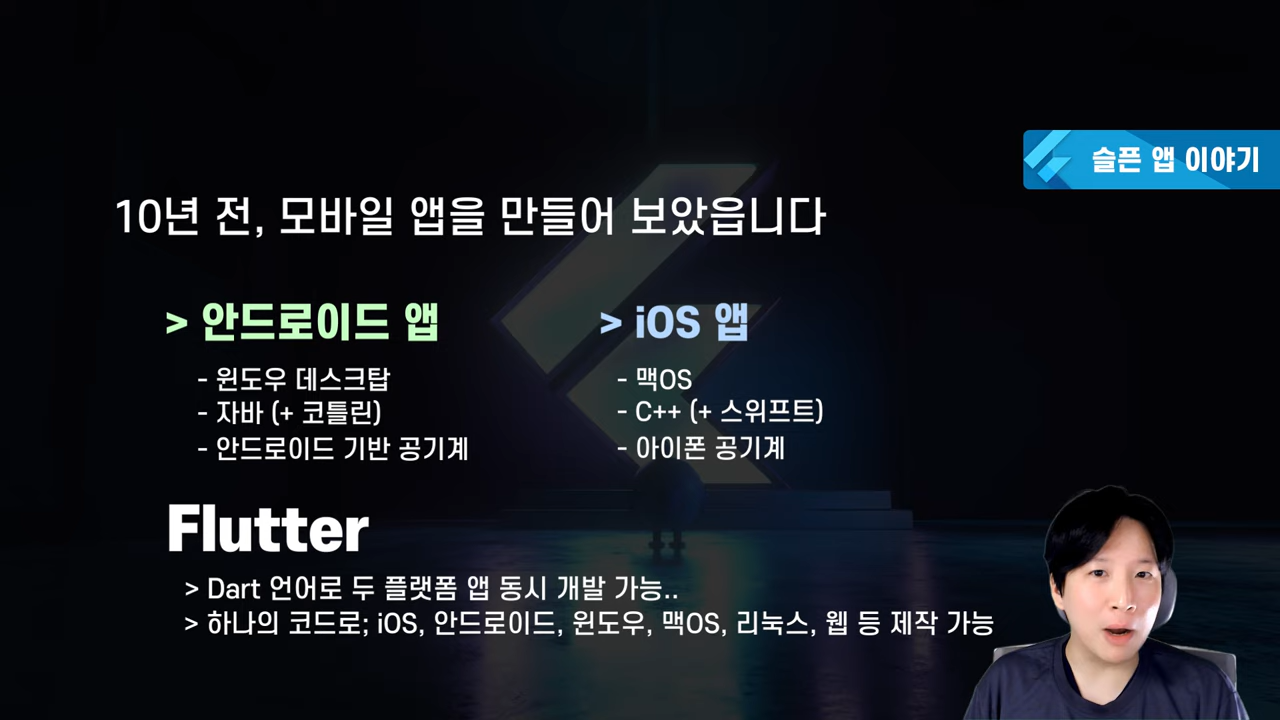 슬픈 앱 이야기
10년 전, 모바일 앱을 만들어 보았읍니다
> 안드로이드 앱
- 윈도우 데스크탑
- 자바 (+ 코틀린)
- 안드로이드 기반 공기계
> iOS 앱
- 맥OS
- C++ (+ 스위프트)
- 아이폰 공기계
Flutter
> Dart 언어로 두 플랫폼 앱 동시 개발 가능..
> 하나의 코드로; iOS, 안드로이드, 윈도우, 맥OS, 리눅스, 웹 등 제작 가능